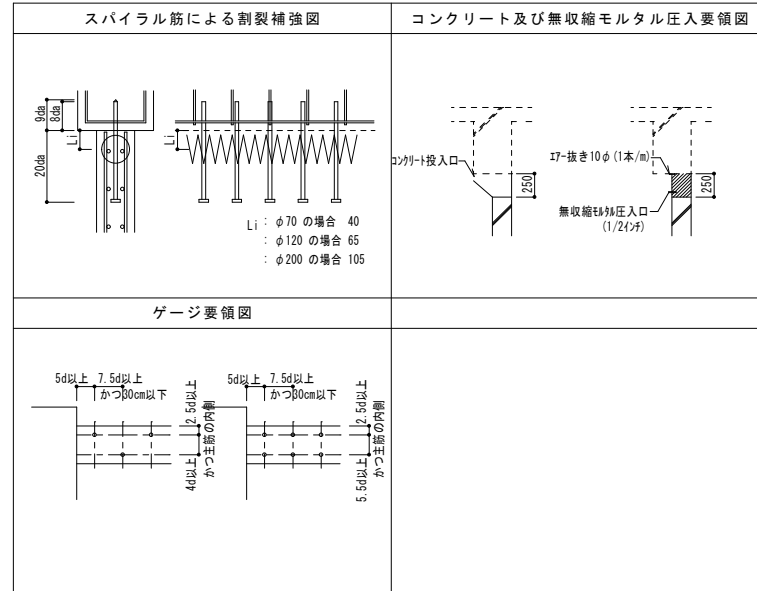 スパイラル筋による割裂補強図
9da
8da
20da
Li
Li
Li : φ70 の場合 40
: φ120 の場合 65
: φ200 の場合 105
コンクリート及び無収縮モルタル圧入要領図
コンクリート投入口
250
エアー抜き10φ(1本/m)
無収縮モルタル圧入口
(1/2インチ)
250
ゲージ要領図
5d以上 7.5d以上
かつ30cm以下
2.5d以上
かつ主筋の内側
4d以上
5d以上 7.5d以上
かつ30cm以下
2.5d以上
かつ主筋の内側
5.5d以上